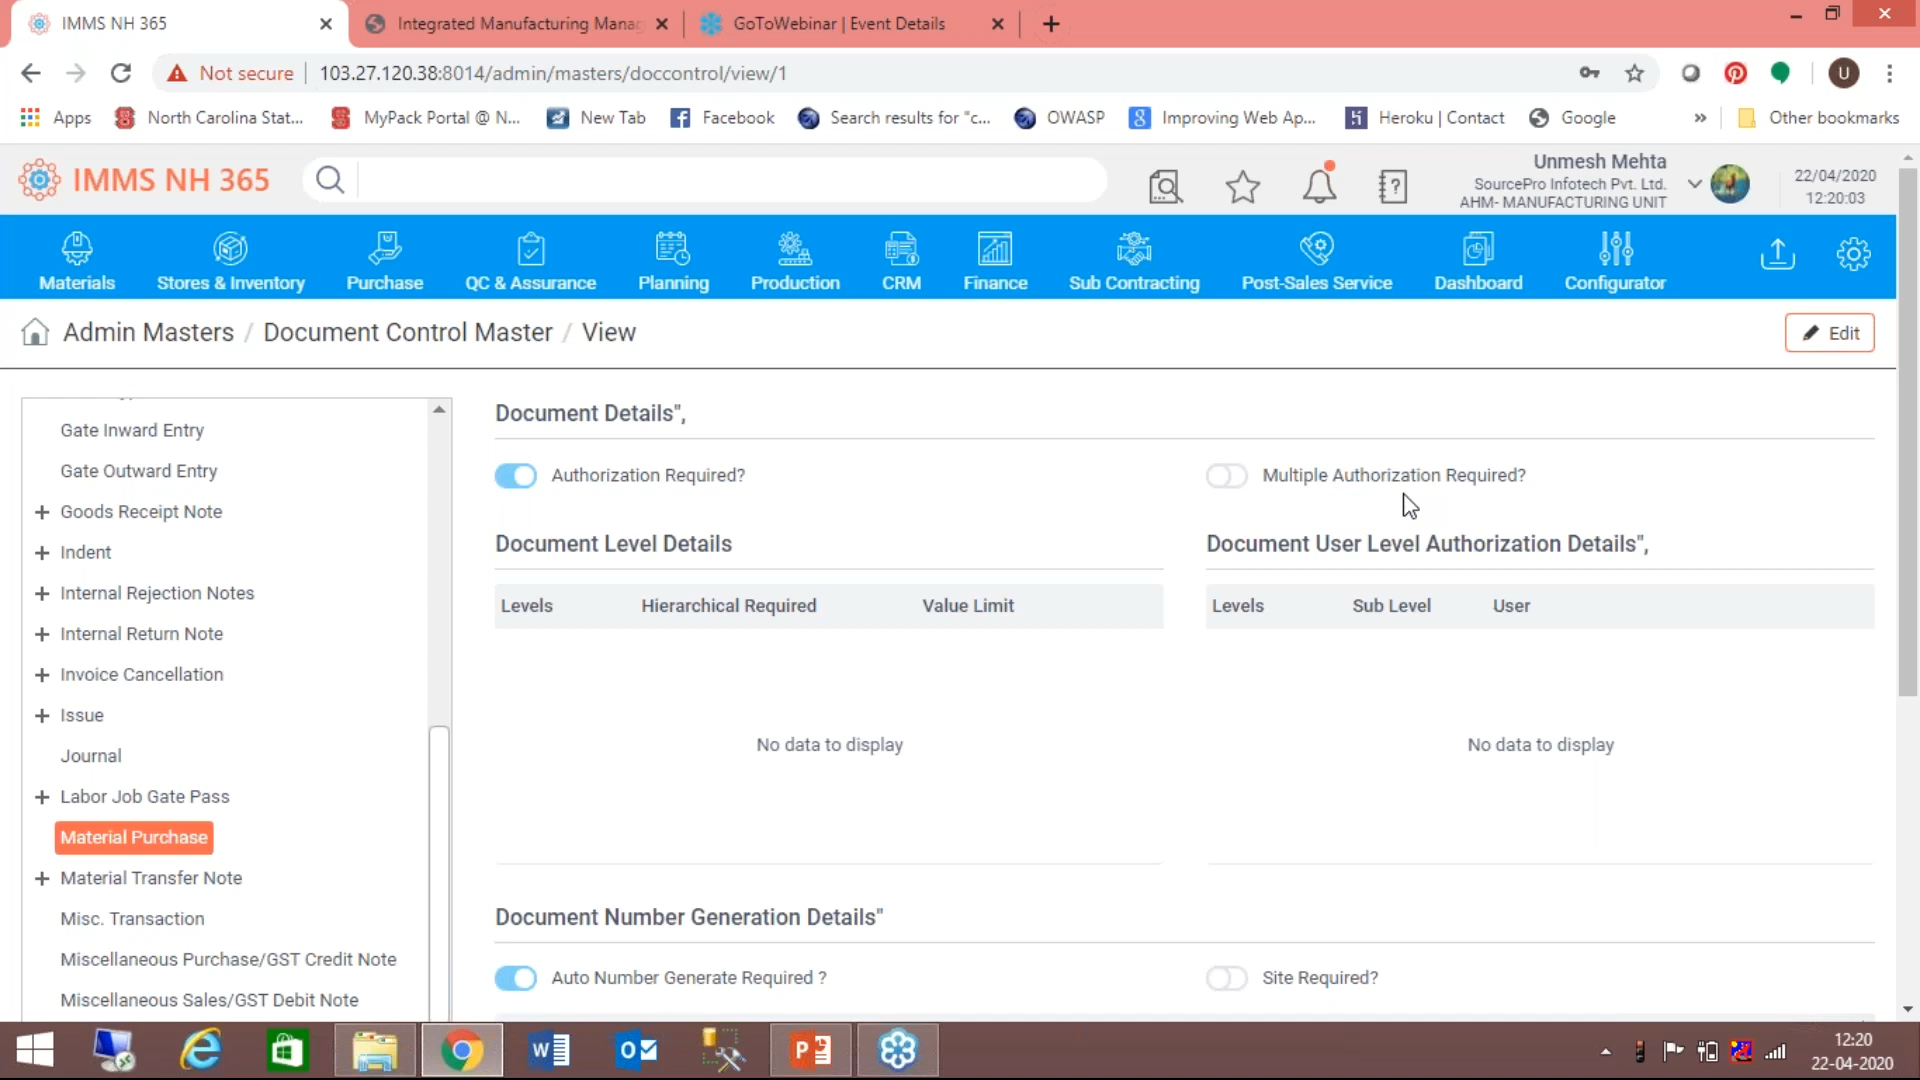 IMMS NH 365
Integrated Manufacturing Manag
GoToWebinar | Event Details
Not secure
103.27.120.38:8014/admin/masters/doccontrol/view/1
U
Apps
North Carolina Stat...
MyPack Portal @ N...
New Tab
Facebook
Search results for "c...
OWASP
Improving Web Ap...
Heroku | Contact
Google
Other bookmarks
IMMS NH 365
Unmesh Mehta
SourcePro Infotech Pvt. Ltd.
AHM- MANUFACTURING UNIT
22/04/2020
12:20:03
Materials
Stores & Inventory
Purchase
QC & Assurance
Planning
Production
CRM
Finance
Sub Contracting
Post-Sales Service
Dashboard
Configurator
Admin Masters / Document Control Master / View
Edit
Gate Inward Entry
Gate Outward Entry
Goods Receipt Note
Indent
Internal Rejection Notes
Internal Return Note
Invoice Cancellation
Issue
Journal
Labor Job Gate Pass
Material Purchase
Material Transfer Note
Misc. Transaction
Miscellaneous Purchase/GST Credit Note
Miscellaneous Sales/GST Debit Note
Document Details",
Authorization Required?
Multiple Authorization Required?
Document Level Details
Levels
Hierarchical Required
Value Limit
No data to display
Document User Level Authorization Details",
Levels
Sub Level
User
No data to display
Document Number Generation Details"
Auto Number Generate Required ?
Site Required?
12:20
22-04-2020